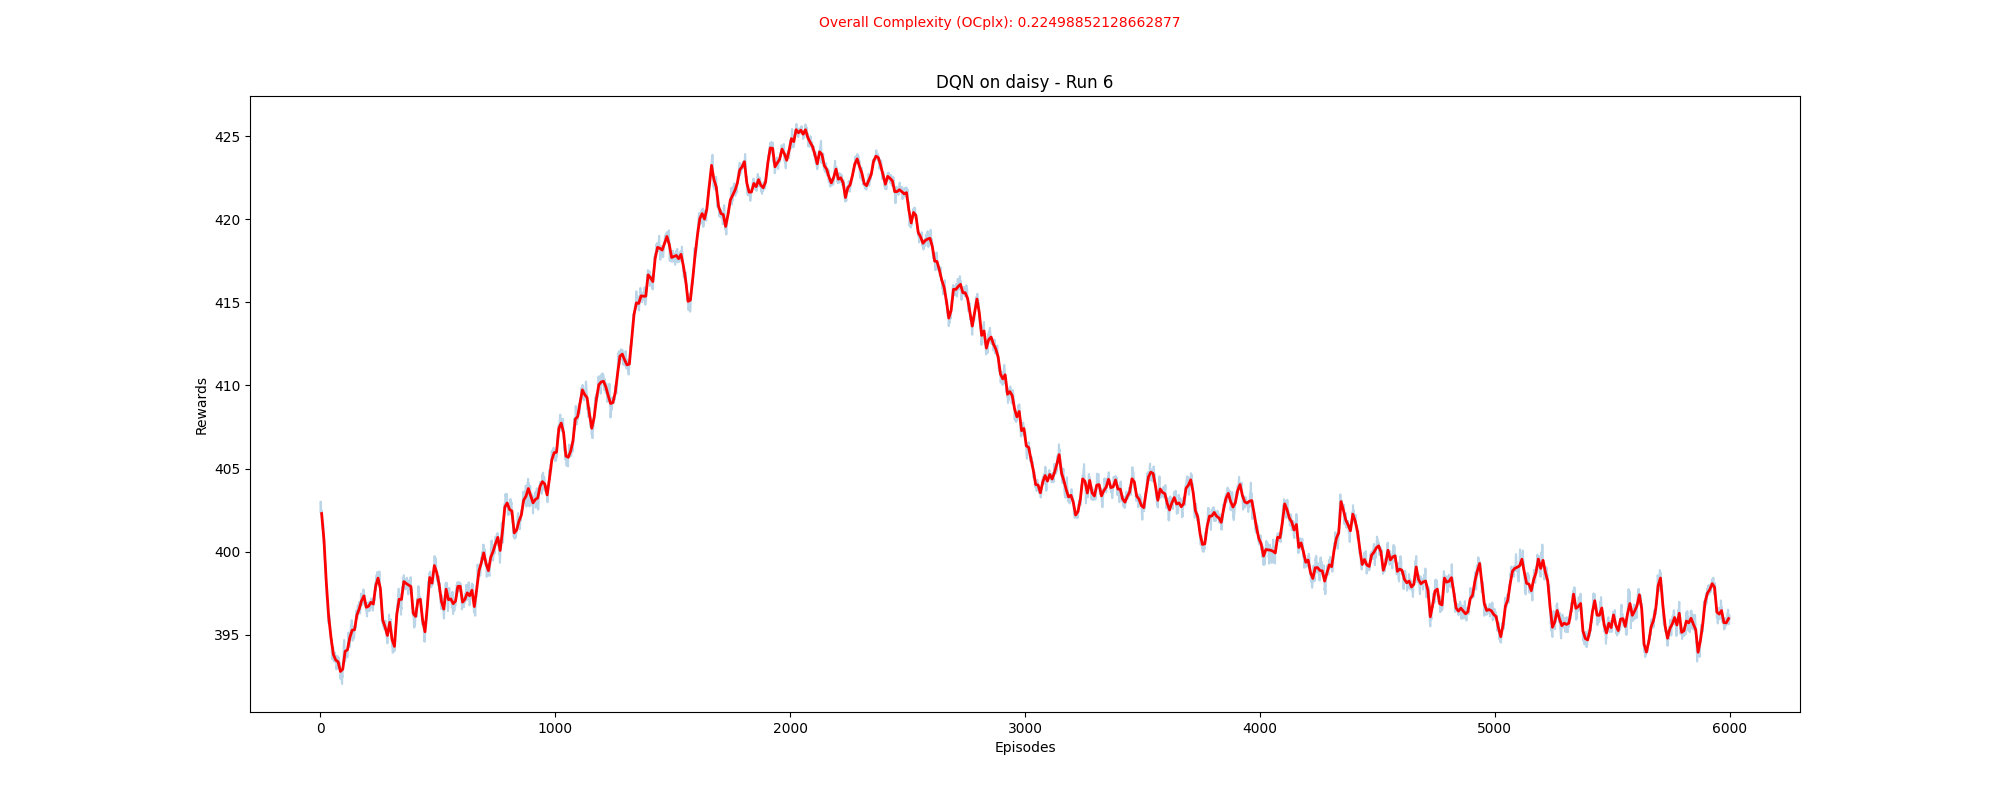 Overall Complexity (OCplx): 0.22498852128662877
DQN on daisy - Run 6
Rewards
425
420
415
410
405
400
395
0 1000 2000 3000 4000 5000 6000
Episodes